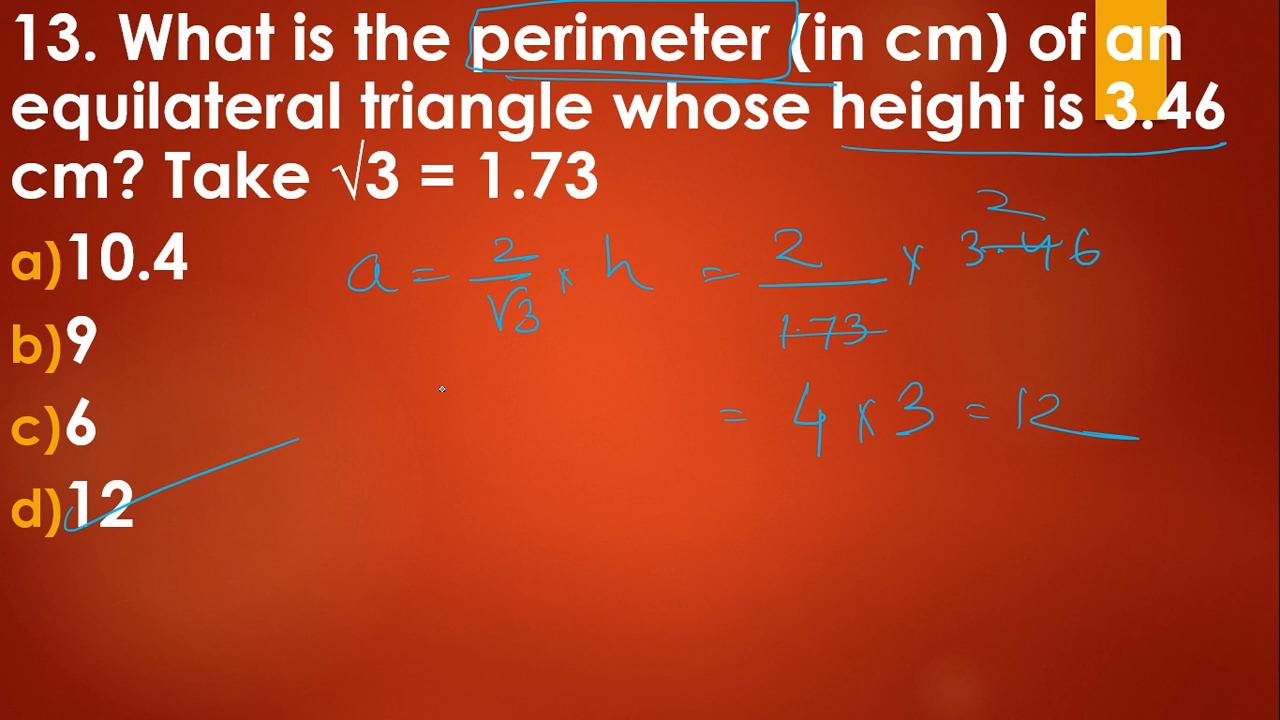 13. What is the perimeter (in cm) of an
equilateral triangle whose height is 3.46
cm? Take √3 = 1.73
a)10.4
b)9
c)6
d)12
a = 2/√3 × h = 2/1.73 × 3.46
2
= 4 × 3 = 12